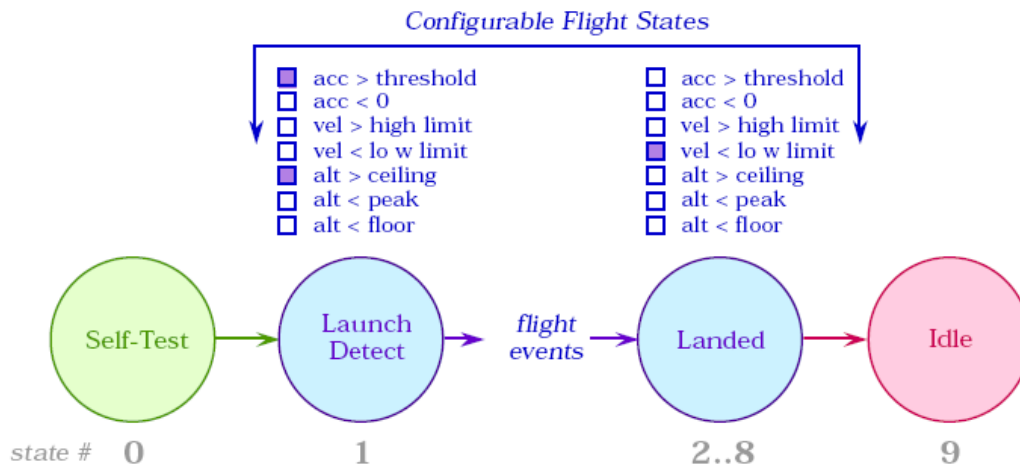 Configurable Flight States
acc > threshold
acc < 0
vel > high limit
vel < lo w limit
alt > ceiling
alt < peak
alt < floor
acc > threshold
acc < 0
vel > high limit
vel < lo w limit
alt > ceiling
alt < peak
alt < floor
Self-Test
Launch
Detect
flight
events
Landed
Idle
state # 0 1 2..8 9